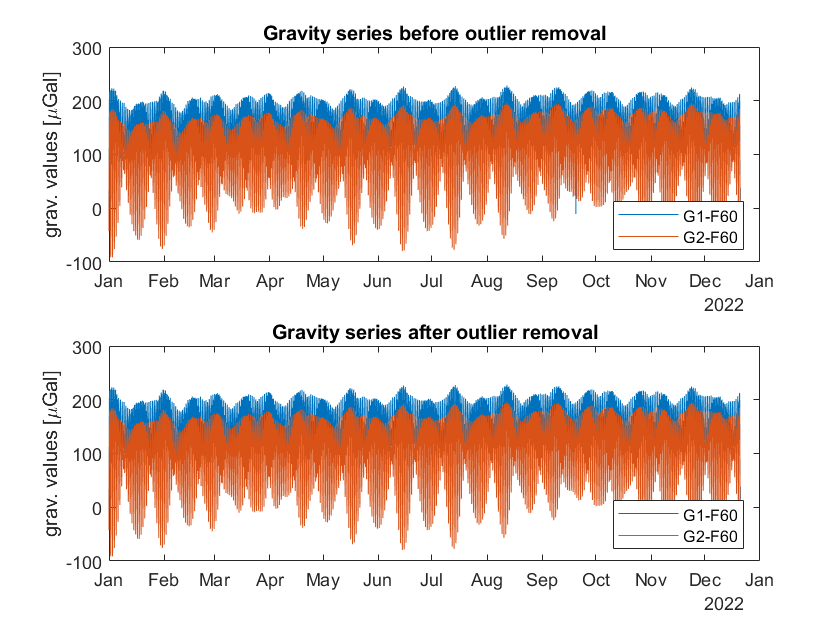 Gravity series before outlier removal
grav. values [μGal]
300
200
100
0
-100
Jan Feb Mar Apr May Jun Jul Aug Sep Oct Nov Dec Jan
2022
G1-F60
G2-F60
Gravity series after outlier removal
grav. values [μGal]
300
200
100
0
-100
Jan Feb Mar Apr May Jun Jul Aug Sep Oct Nov Dec Jan
2022
G1-F60
G2-F60